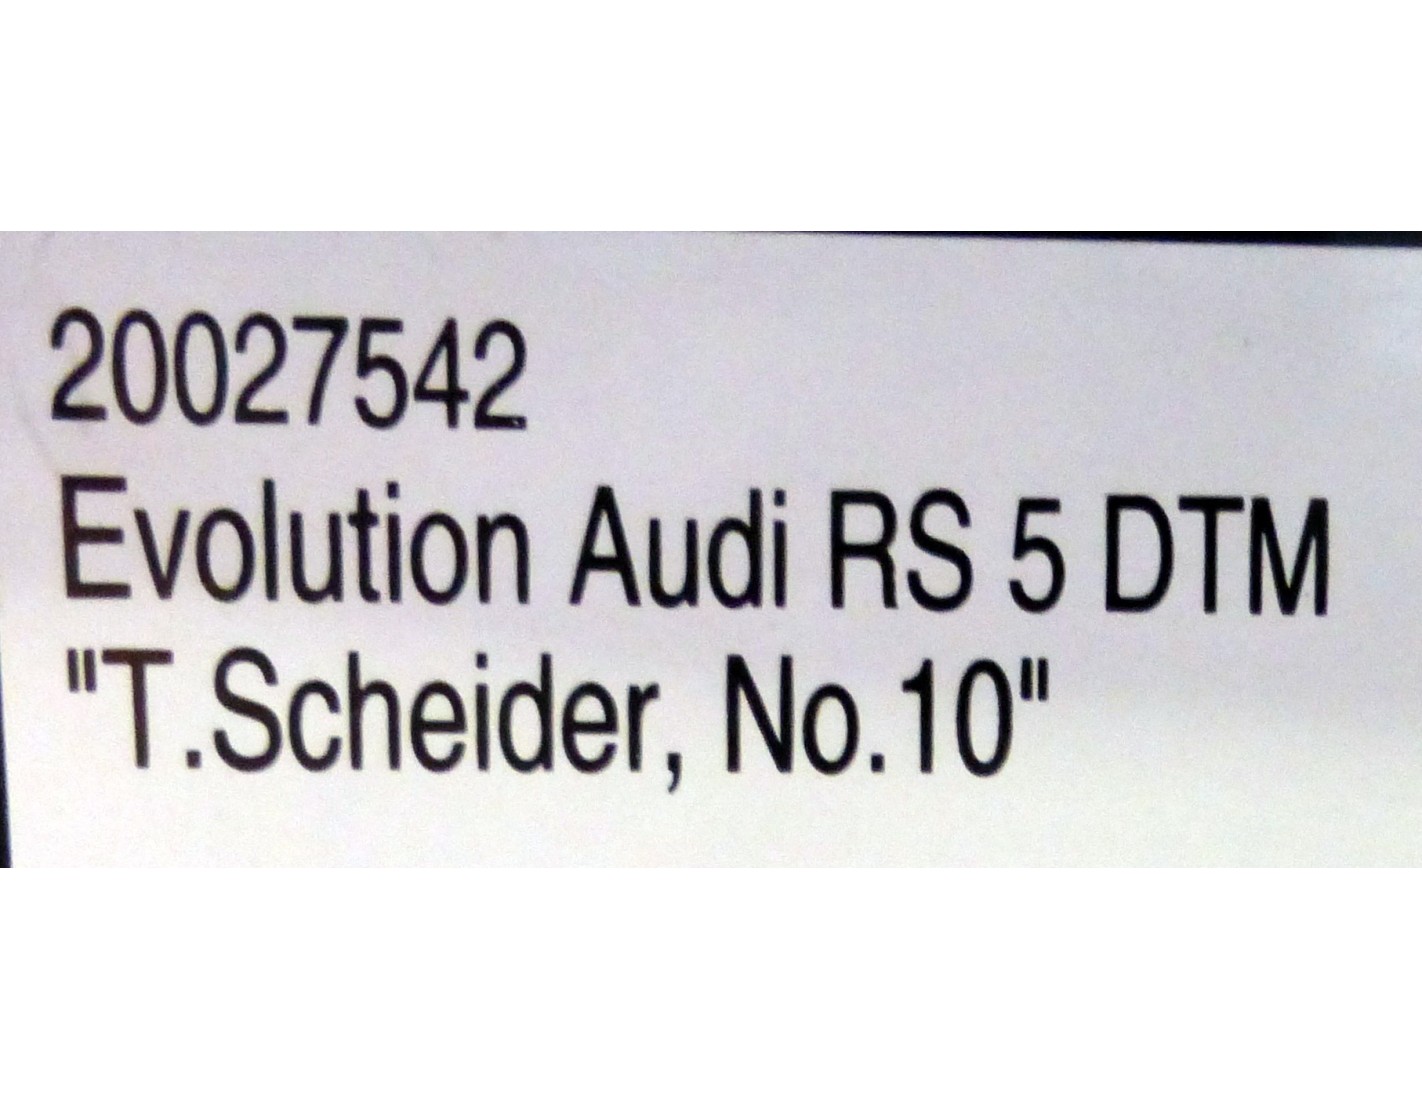 20027542
Evolution Audi RS 5 DTM
"T.Scheider, No.10"